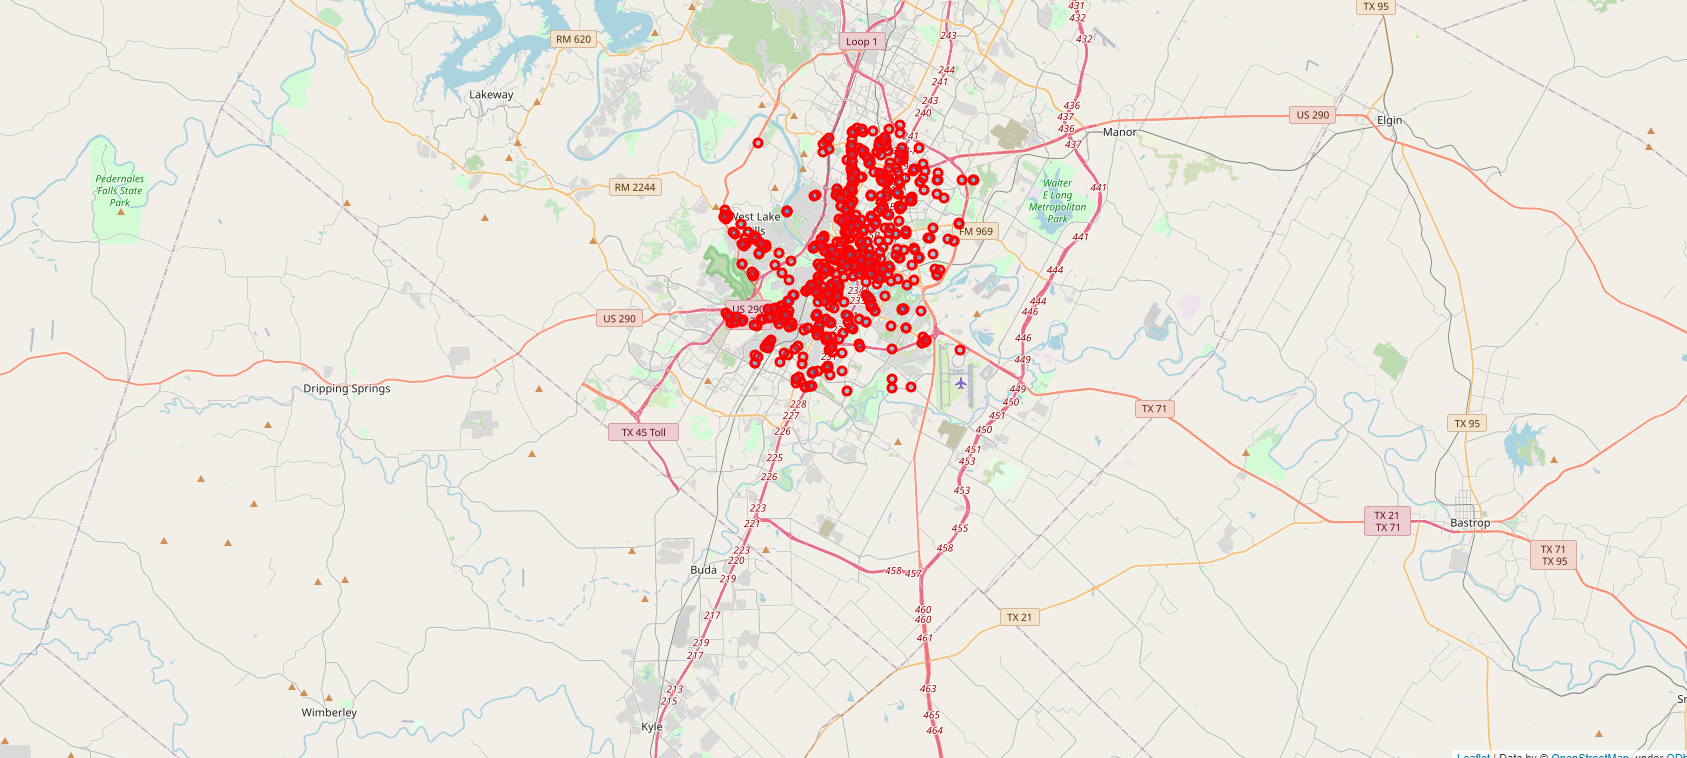 TX 95
431
432
Loop 1
243
432
RM 620
244
241
Lakeway
243
240
436
437
436
US 290
Elgin
Manor
241
437
Pedernales
Falls State
Park
RM 2244
Walter
E Long
Metropolitan
Park
441
West Lake
FM 969
441
444
234
444
446
US 290
US 290
446
449
Dripping Springs
449
450
228
TX 71
227
451
TX 95
TX 45 Toll
226
450
451
225
453
226
453
223
221
TX 21
TX 71
Bastrop
455
223
220
458
TX 71
TX 95
Buda
219
458
457
217
460
460
TX 21
461
219
217
213
215
463
Wimberley
465
464
Kyle
Leaflet | Data by © OpenStreetMap, under